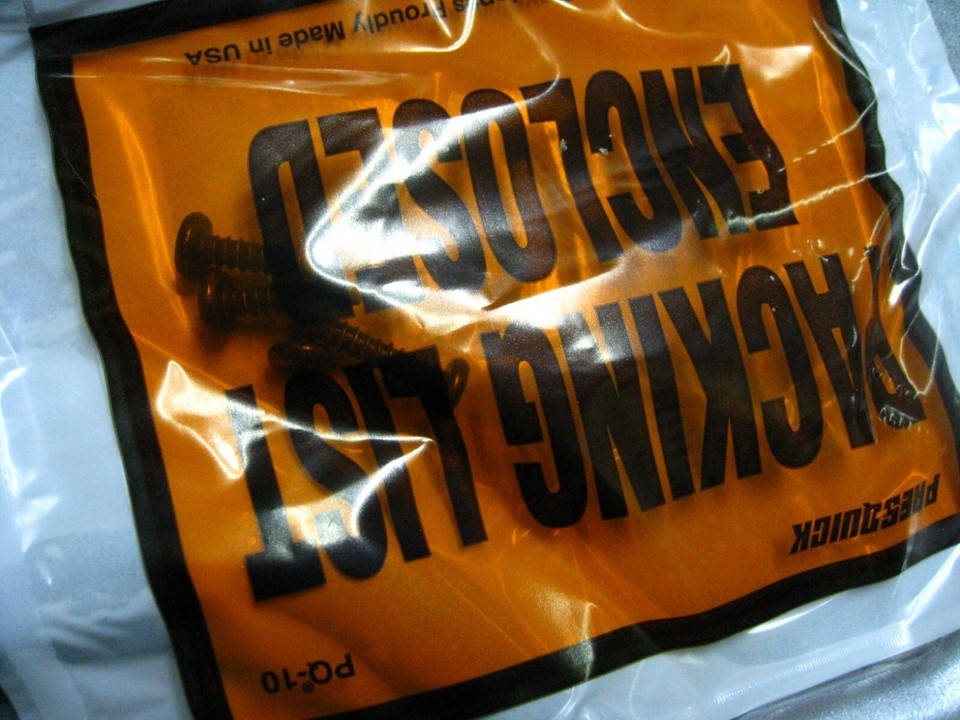 PRESQUICK
PQ®-10
PACKING LIST
ENCLOSED
Proudly Made in USA